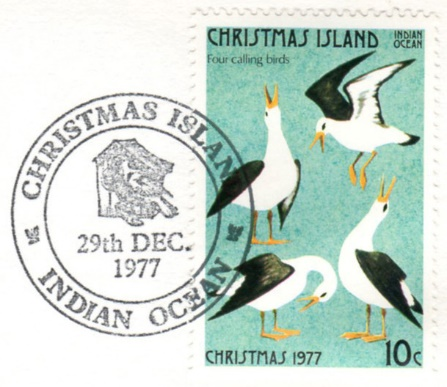 CHRISTMAS ISLAND
INDIAN
OCEAN
Four calling birds
CHRISTMAS 1977
10c
CHRISTMAS ISLAN
29th DEC.
1977
INDIAN OCEAN